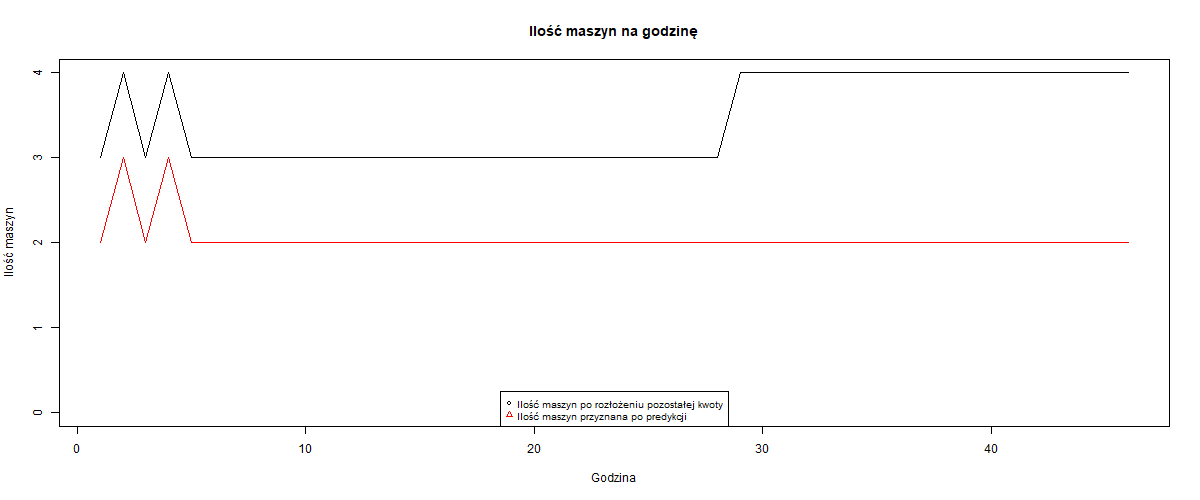 Ilość maszyn na godzinę
Ilość maszyn
4
3
2
1
0
Ilość maszyn po rozłożeniu pozostałej kwoty
Ilość maszyn przyznana po predykcji
0 10 20 30 40
Godzina